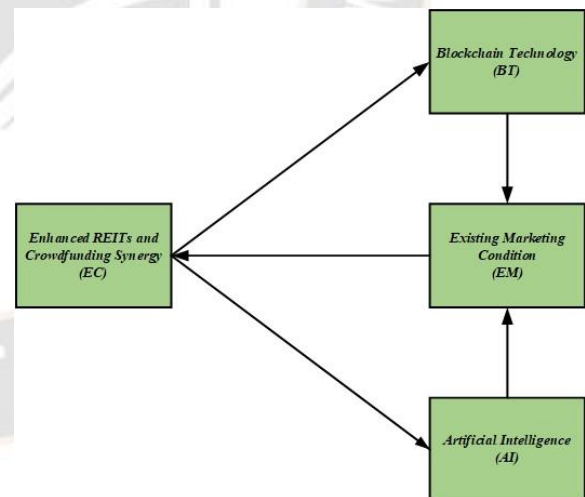 Blockchain Technology
(BT)
Enhanced REITs and
Crowdfunding Synergy
(EC)
Existing Marketing
Condition
(EM)
Artificial Intelligence
(AI)